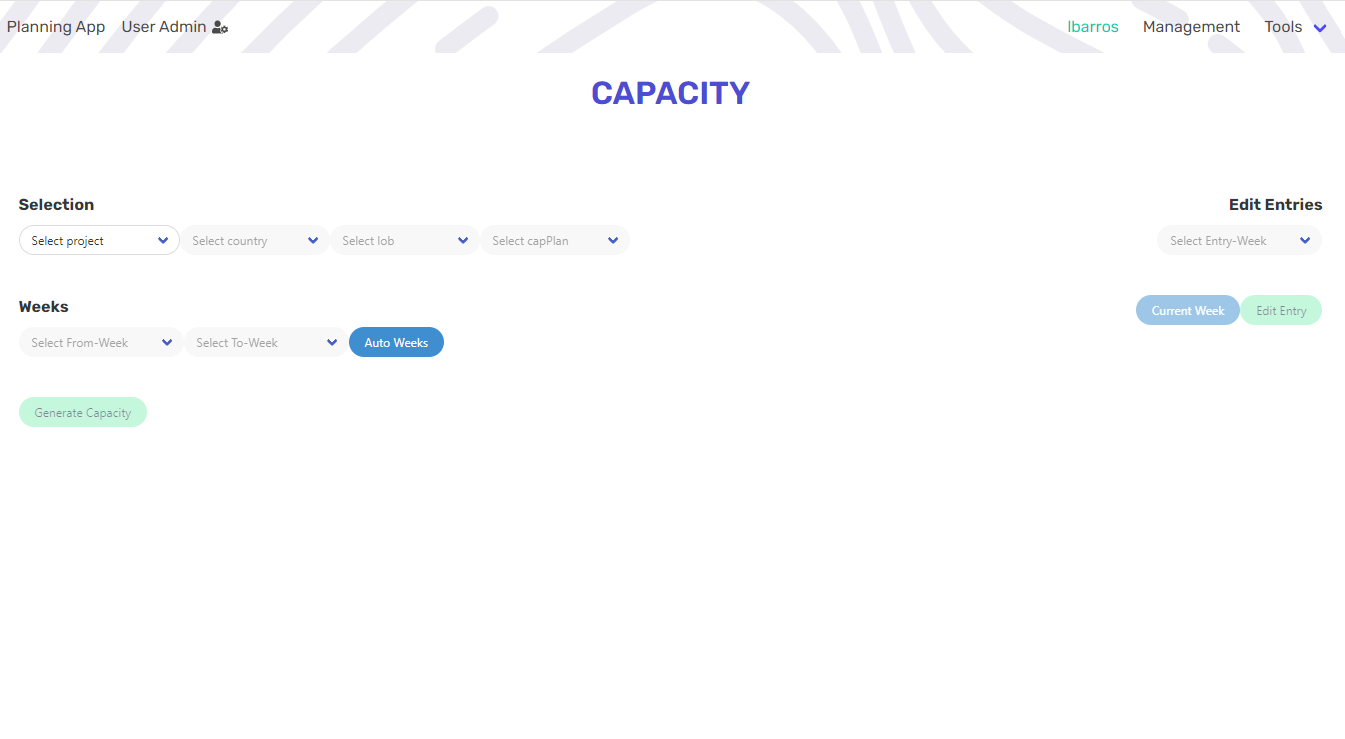 Planning App User Admin
lbarros Management Tools
CAPACITY
Selection
Edit Entries
Select project Select country Select lob Select capPlan
Select Entry-Week
Weeks
Current Week Edit Entry
Select From-Week Select To-Week Auto Weeks
Generate Capacity